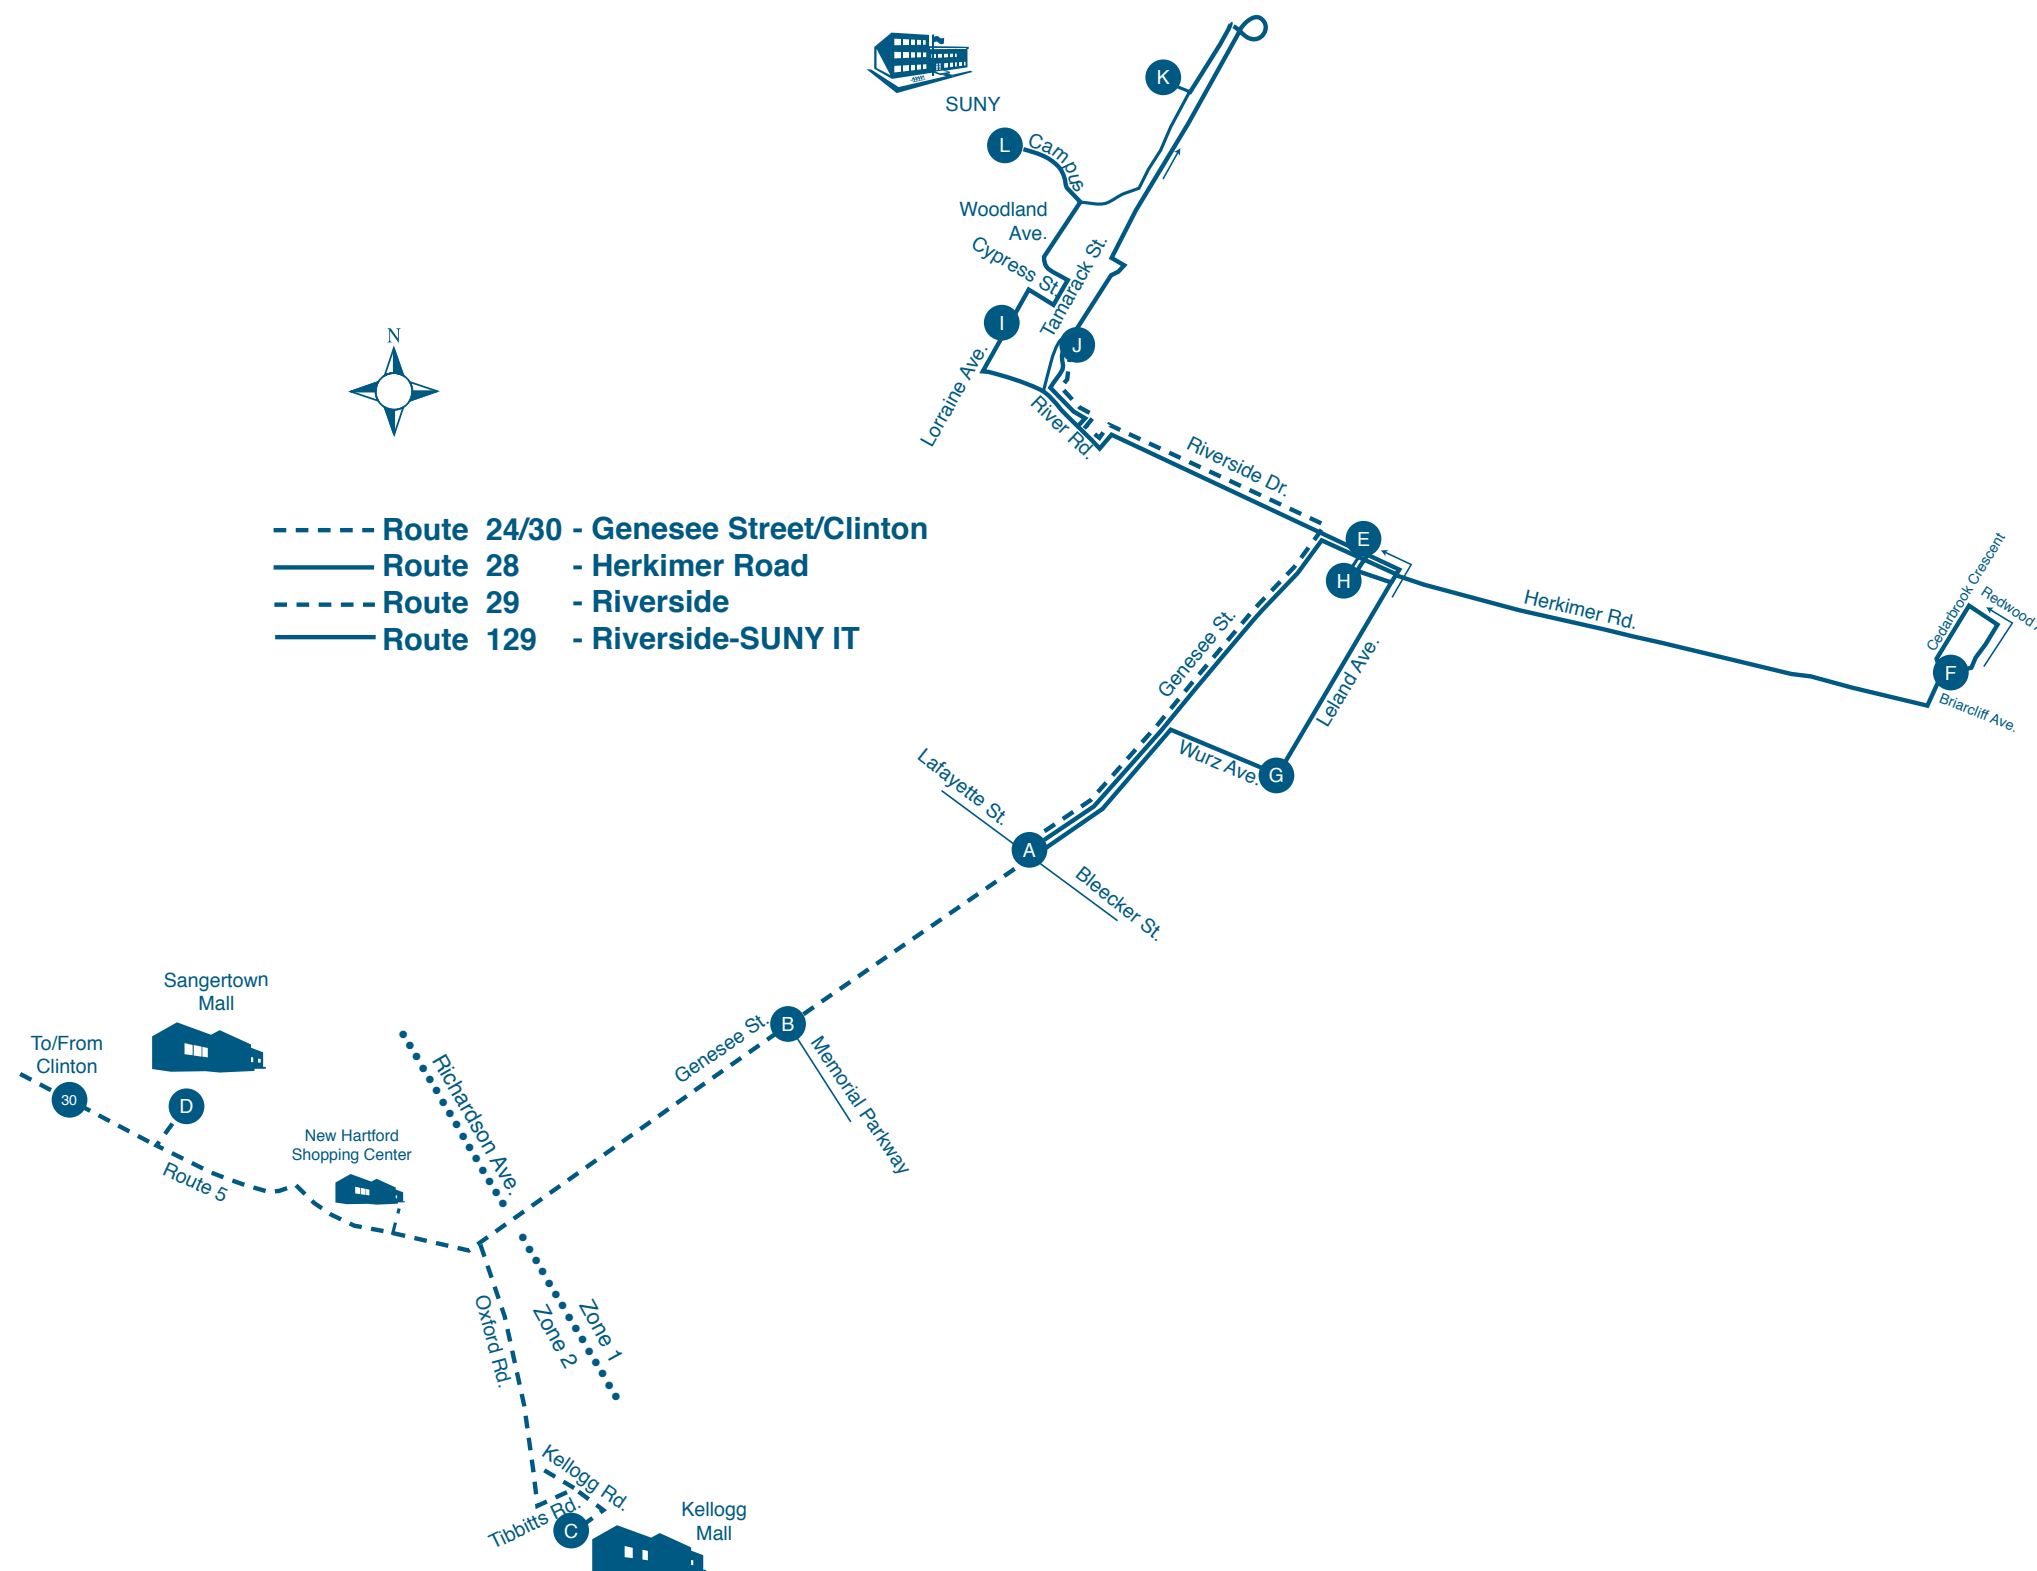 SUNY
K
L
Campus
Woodland
Ave.
Cypress St.
Tamarack St.
I
J
N
Lorraine Ave.
River Rd.
Riverside Dr.
Route 24/30 - Genesee Street/Clinton
Route 28 - Herkimer Road
Route 29 - Riverside
Route 129 - Riverside-SUNY IT
E
H
Herkimer Rd.
Cedarbrook Crescent
Redwood
F
Briarcliff Ave.
Genesee St.
Leland Ave.
Wurz Ave.
G
Lafayette St.
A
Bleecker St.
Sangertown
Mall
To/From
Clinton
30
D
Route 5
New Hartford
Shopping Center
Richardson Ave.
Genesee St.
B
Memorial Parkway
Zone 1
Zone 2
Oxford Rd.
Kellogg Rd.
Tibbitts Rd.
C
Kellogg
Mall